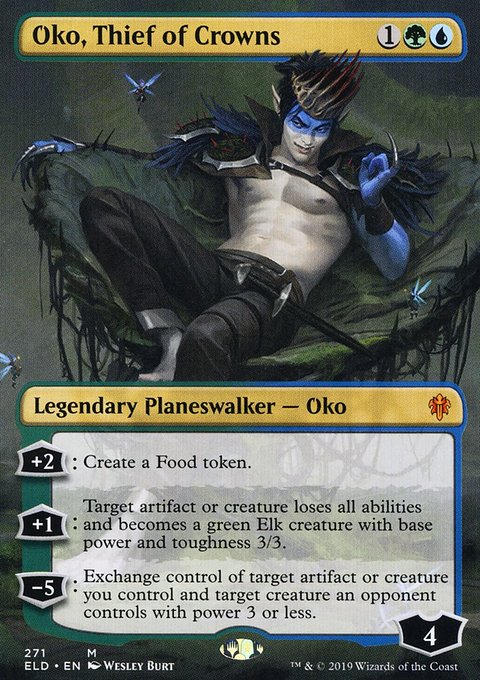 Oko, Thief of Crowns 1
Legendary Planeswalker — Oko
+2 : Create a Food token.
Target artifact or creature loses all abilities
+1 : and becomes a green Elk creature with base
power and toughness 3/3.
Exchange control of target artifact or creature
−5 : you control and target creature an opponent
controls with power 3 or less.
4
271 M
ELD • EN Wesley Burt
™ & © 2019 Wizards of the Coast